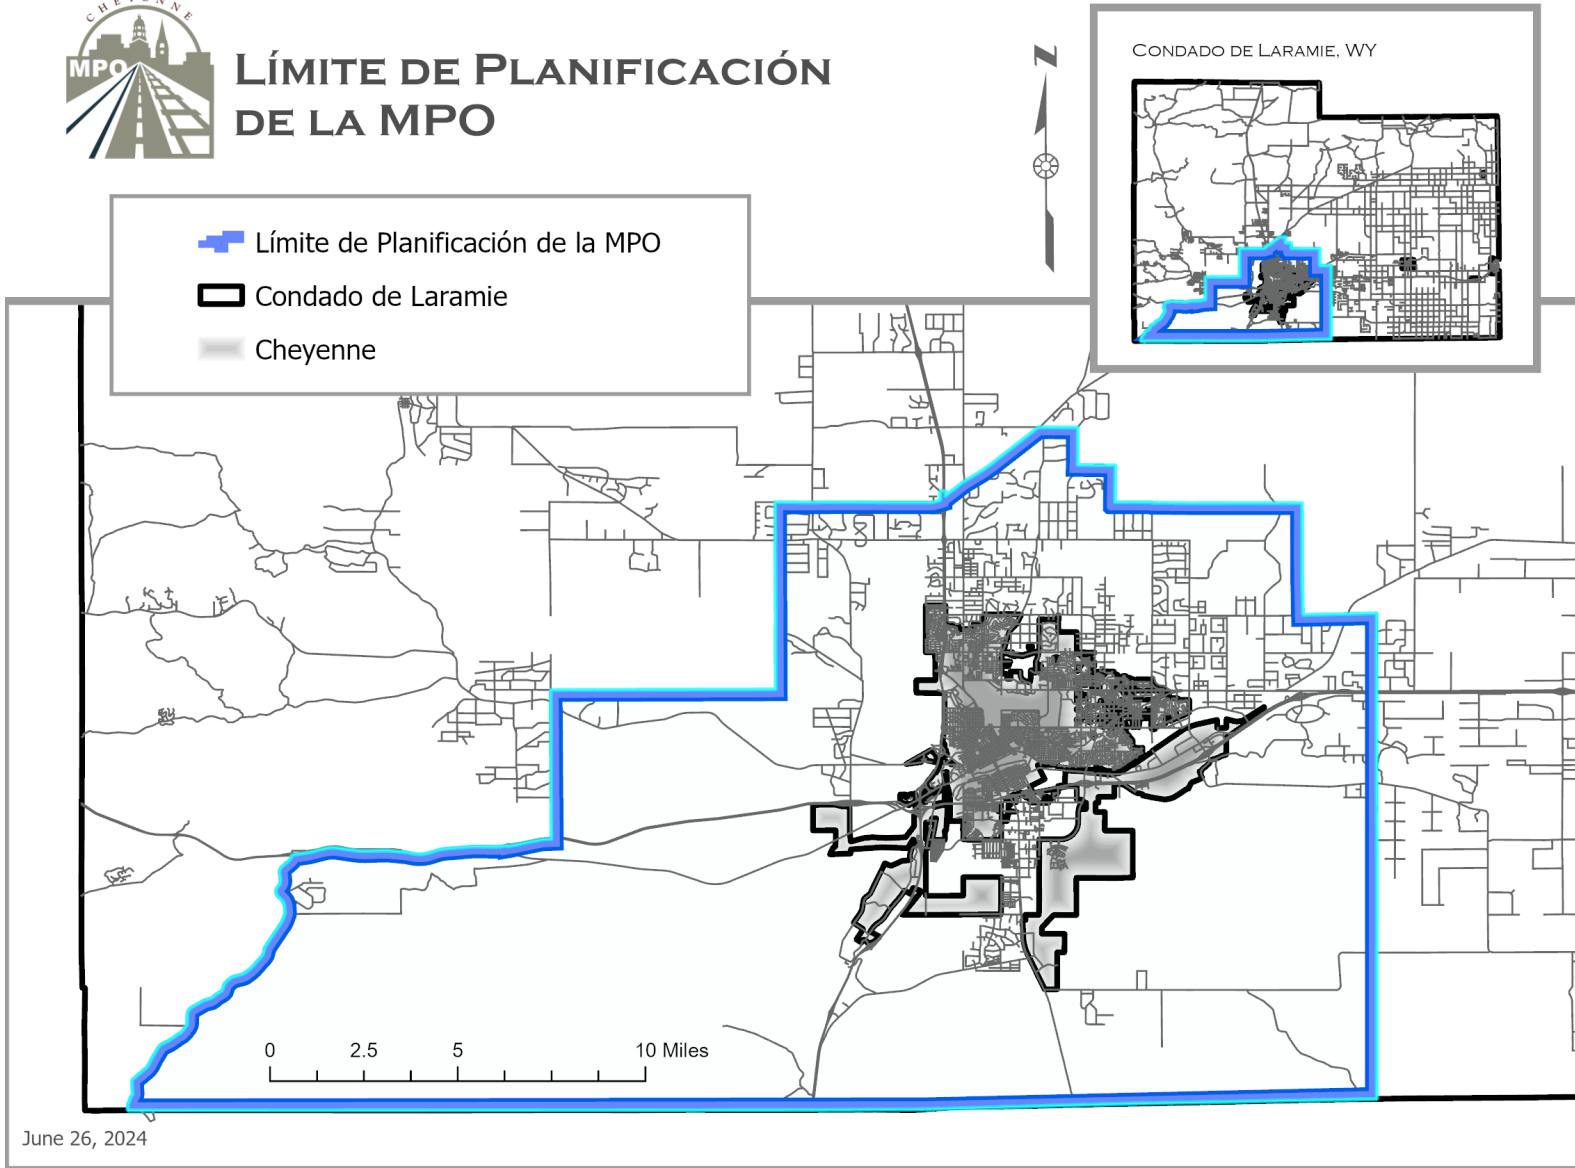 CHEYENNE
MPO
LÍMITE DE PLANIFICACIÓN
DE LA MPO
N
CONDADO DE LARAMIE, WY
Límite de Planificación de la MPO
Condado de Laramie
Cheyenne
0 2.5 5 10 Miles
June 26, 2024